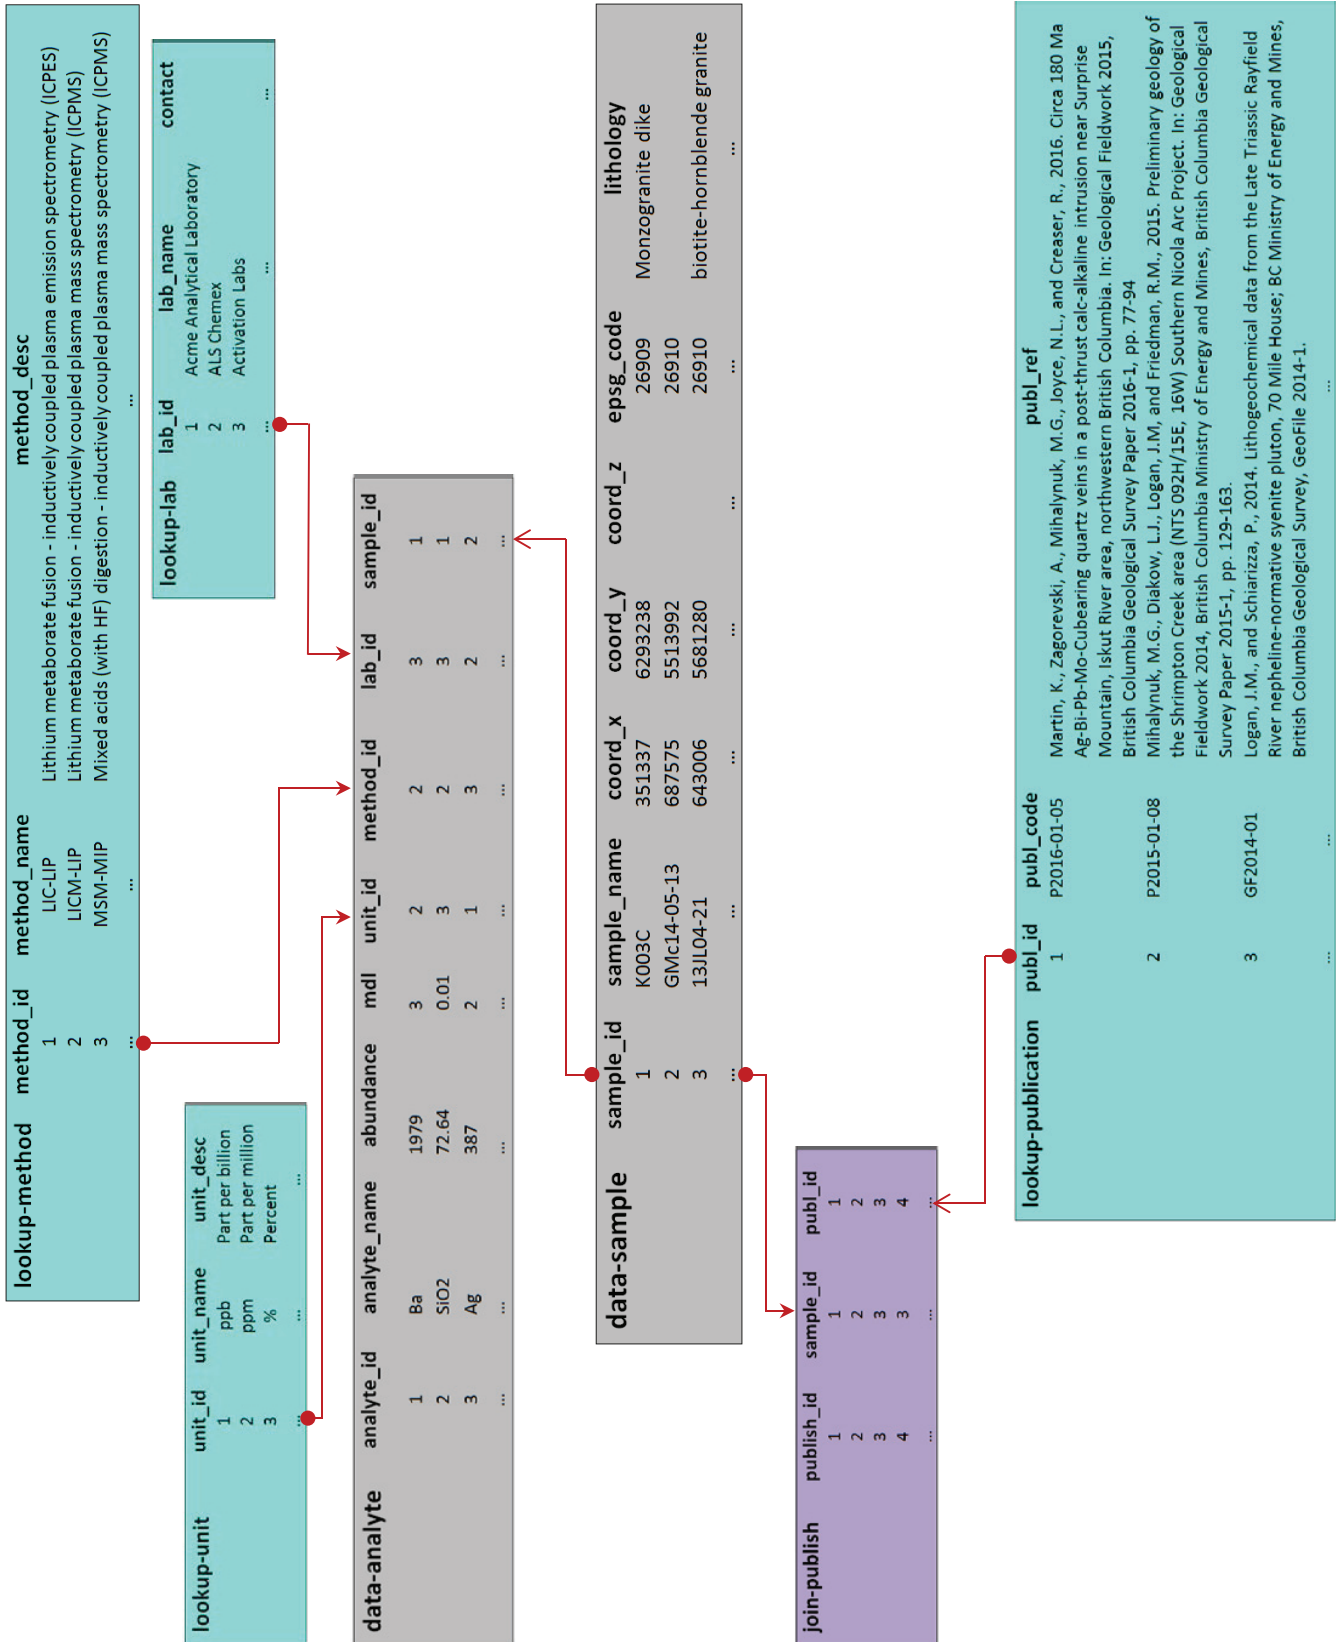 lookup-method method_id method_name method_desc
1 LIC-LIP Lithium metaborate fusion - inductively coupled plasma emission spectrometry (ICPES)
2 LICM-LIP Lithium metaborate fusion - inductively coupled plasma mass spectrometry (ICPMS)
3 MSM-MIP Mixed acids (with HF) digestion - inductively coupled plasma mass spectrometry (ICPMS)
... ... ...
lookup-unit unit_id unit_name unit_desc
1 ppb Part per billion
2 ppm Part per million
3 % Percent
... ... ...
lookup-lab lab_id lab_name contact
1 Acme Analytical Laboratory
2 ALS Chemex
3 Activation Labs
... ... ...
data-analyte analyte_id analyte_name abundance mdl unit_id method_id lab_id sample_id
1 Ba 1979 3 2 2 3 1
2 SiO2 72.64 0.01 3 2 3 1
3 Ag 387 2 1 3 2 2
... ... ... ... ... ... ... ...
data-sample sample_id sample_name coord_x coord_y coord_z epsg_code lithology
1 K003C 351337 6293238 26909 Monzogranite dike
2 GMc14-05-13 687575 5513992 26910
3 13JL04-21 643006 5681280 26910 biotite-hornblende granite
... ... ... ... ... ... ...
join-publish publish_id sample_id publ_id
1 1 1
2 2 2
3 3 3
4 3 4
... ...
lookup-publication publ_id publ_code publ_ref
1 P2016-01-05 Martin, K., Zagorevski, A., Mihalynuk, M.G., Joyce, N.L., and Creaser, R., 2016. Circa 180 Ma
Ag-Bi-Pb-Mo-Cubearing quartz veins in a post-thrust calc-alkaline intrusion near Surprise
Mountain, Iskut River area, northwestern British Columbia. In: Geological Fieldwork 2015,
British Columbia Geological Survey Paper 2016-1, pp. 77-94
2 P2015-01-08 Mihalynuk, M.G., Diakow, L.J., Logan, J.M, and Friedman, R.M., 2015. Preliminary geology of
the Shrimpton Creek area (NTS 092H/15E, 16W) Southern Nicola Arc Project. In: Geological
Fieldwork 2014, British Columbia Ministry of Energy and Mines, British Columbia Geological
Survey Paper 2015-1, pp. 129-163.
3 GF2014-01 Logan, J.M., and Schiarizza, P., 2014. Lithogeochemical data from the Late Triassic Rayfield
River nepheline-normative syenite pluton, 70 Mile House; BC Ministry of Energy and Mines,
British Columbia Geological Survey, GeoFile 2014-1.
... ... ...